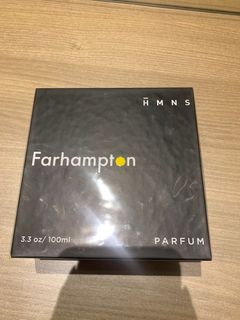 HMNS
Farhampton
3.3 oz/ 100ml
PARFUM